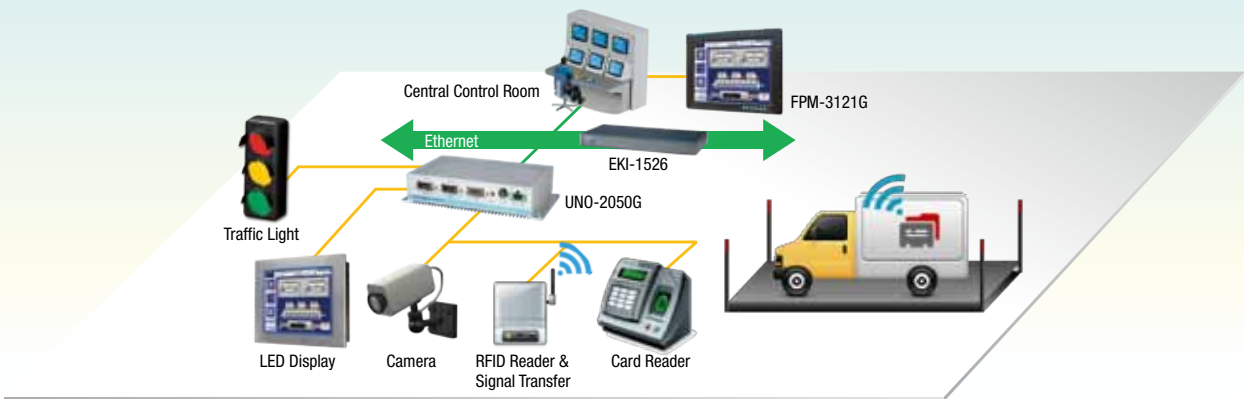 Central Control Room
FPM-3121G
Ethernet
EKI-1526
UNO-2050G
Traffic Light
LED Display
Camera
RFID Reader &
Signal Transfer
Card Reader